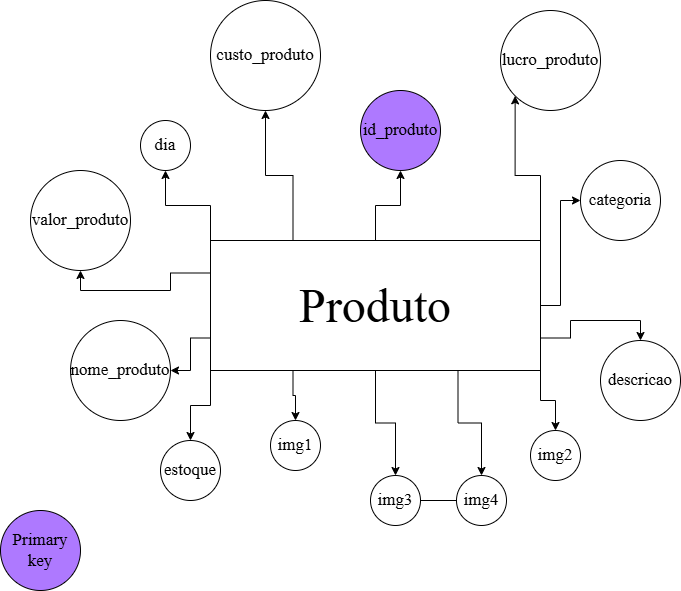 custo_produto
lucro_produto
id_produto
dia
categoria
valor_produto
Produto
nome_produto
descricao
img1
img2
estoque
img3
img4
Primary
key